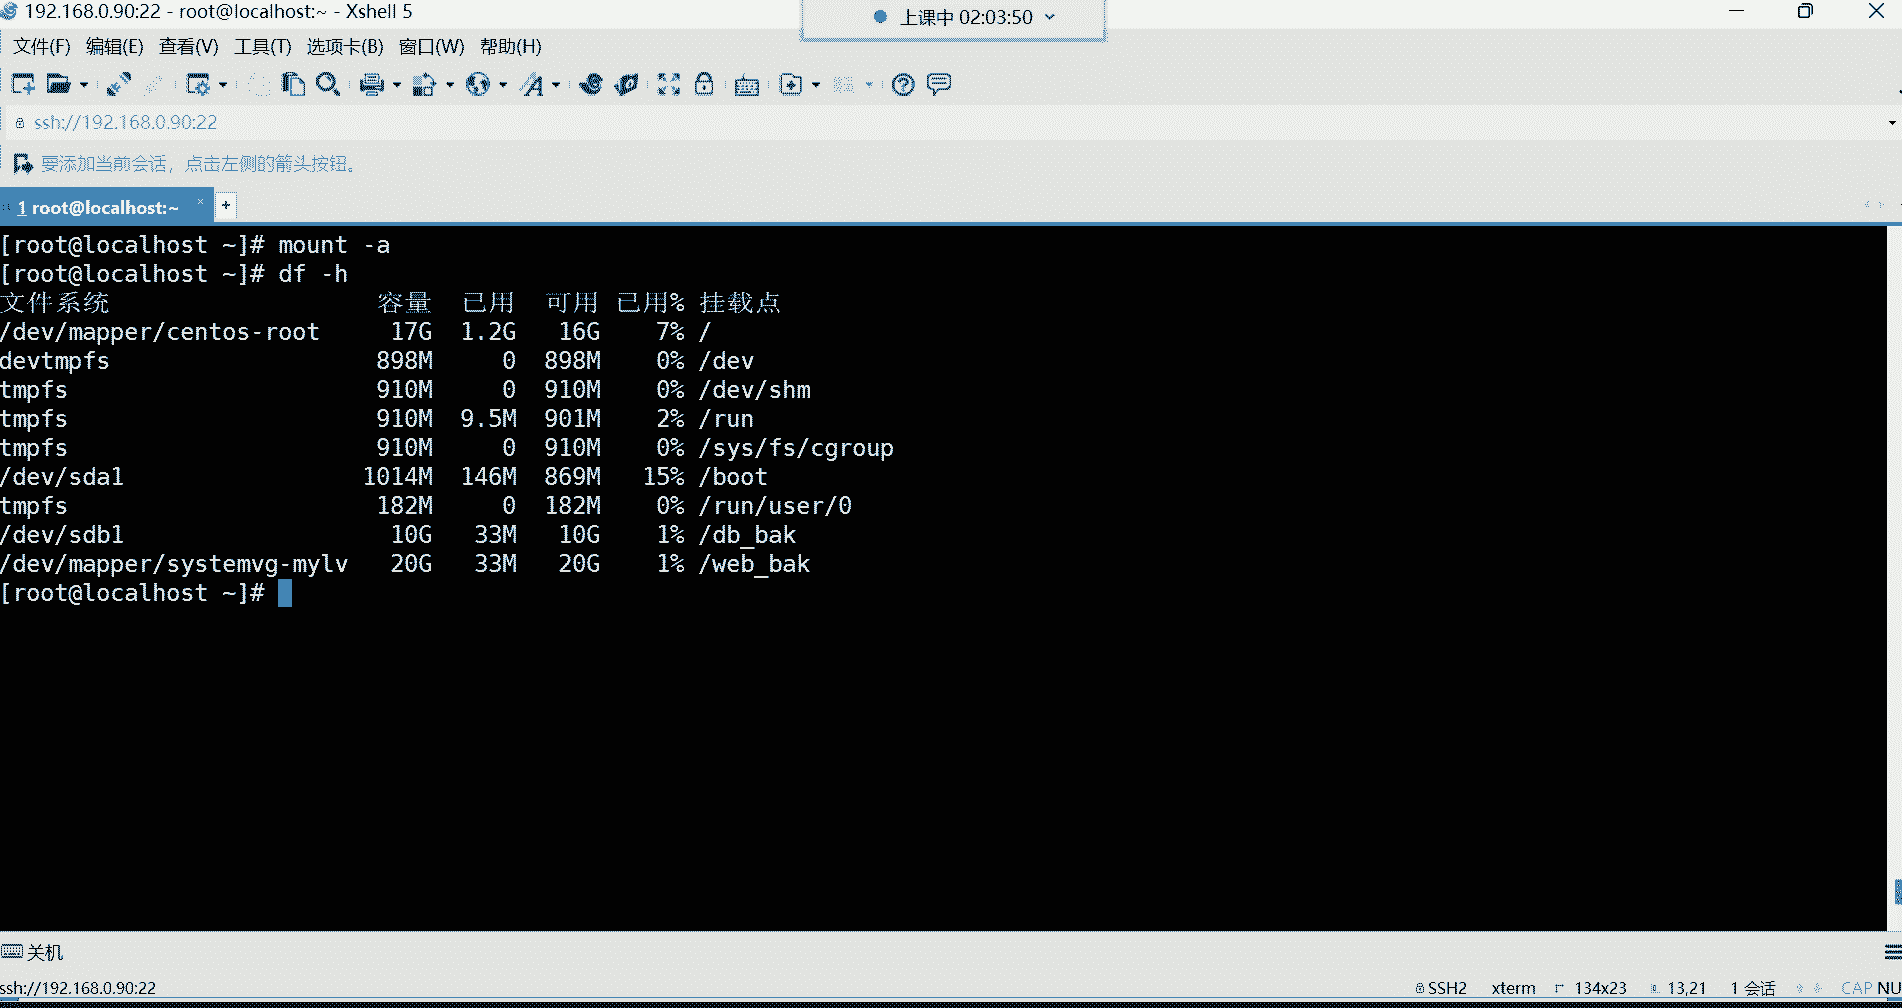 192.168.0.90:22 - root@localhost:~ - Xshell 5
上课中 02:03:50
文件(F) 编辑(E) 查看(V) 工具(T) 选项卡(B) 窗口(W) 帮助(H)
ssh://192.168.0.90:22
要添加当前会话，点击左侧的箭头按钮。
1 root@localhost:~ × +
[root@localhost ~]# mount -a
[root@localhost ~]# df -h
文件系统 容量 已用 可用 已用% 挂载点
/dev/mapper/centos-root 17G 1.2G 16G 7% /
devtmpfs 898M 0 898M 0% /dev
tmpfs 910M 0 910M 0% /dev/shm
tmpfs 910M 9.5M 901M 2% /run
tmpfs 910M 0 910M 0% /sys/fs/cgroup
/dev/sda1 1014M 146M 869M 15% /boot
tmpfs 182M 0 182M 0% /run/user/0
/dev/sdb1 10G 33M 10G 1% /db_bak
/dev/mapper/systemvg-mylv 20G 33M 20G 1% /web_bak
[root@localhost ~]#
关机
ssh://192.168.0.90:22 SSH2 xterm 134x23 13,21 1 会话 CAP NU